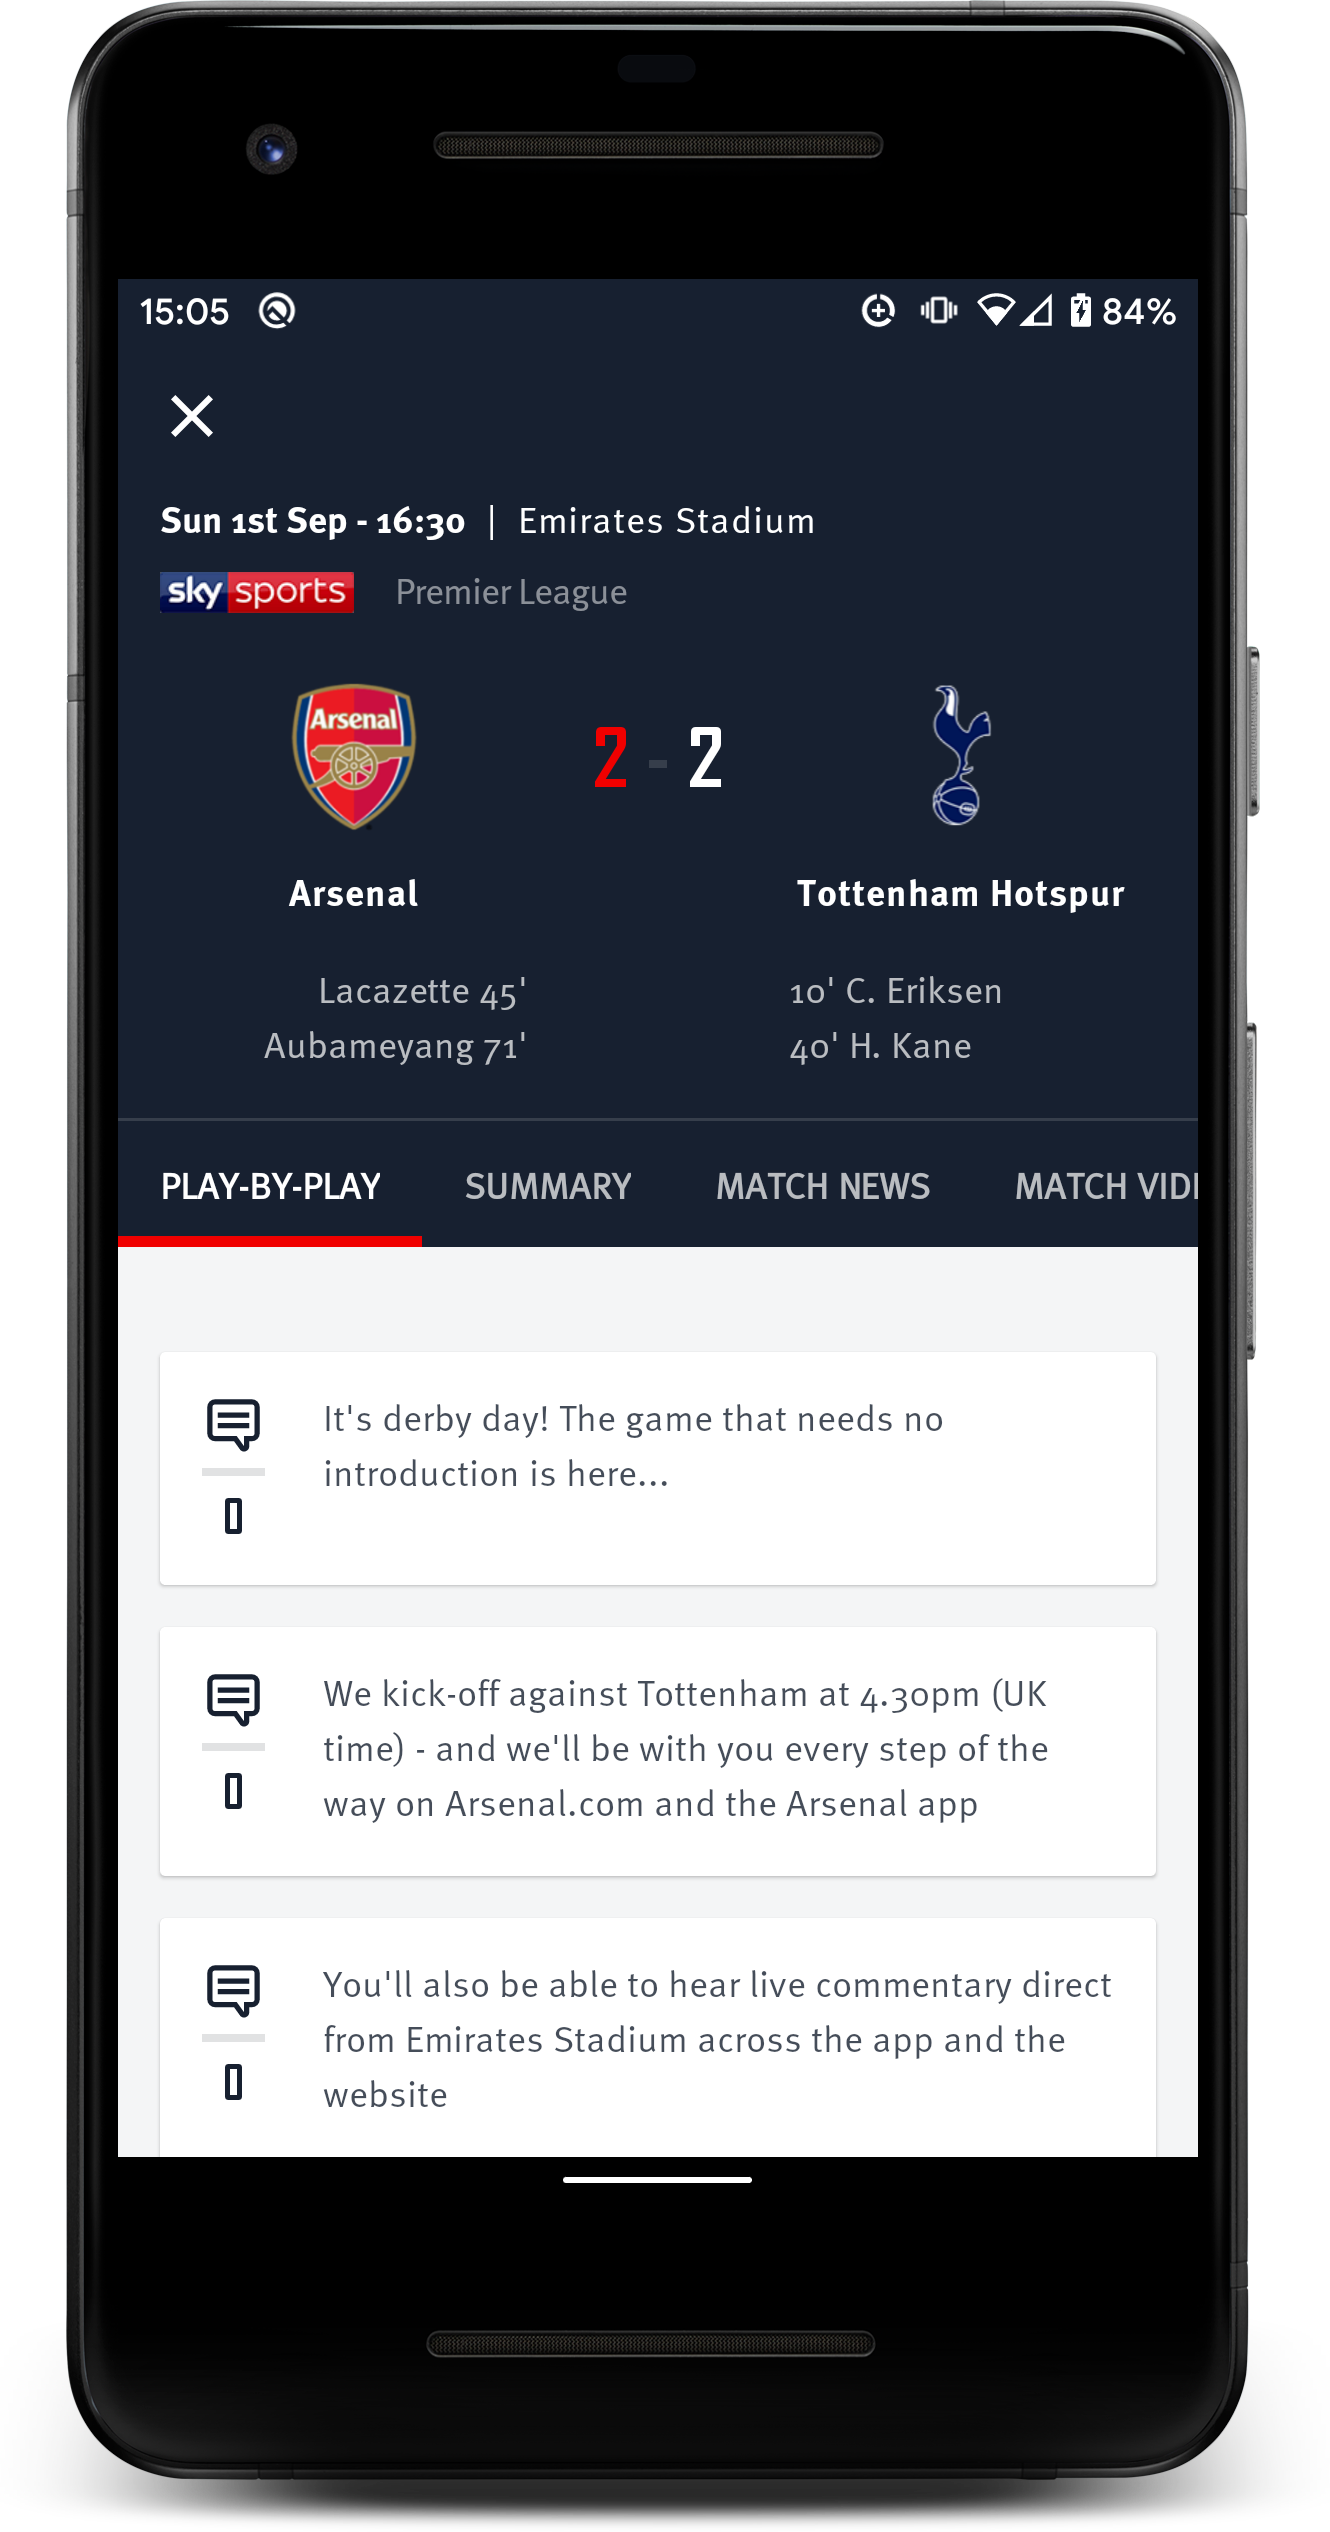 15:05 84%
Sun 1st Sep - 16:30 | Emirates Stadium
sky sports Premier League
Arsenal
2 - 2
Arsenal Tottenham Hotspur
Lacazette 45' 10' C. Eriksen
Aubameyang 71' 40' H. Kane
PLAY-BY-PLAY SUMMARY MATCH NEWS MATCH VIDE
It's derby day! The game that needs no
introduction is here...
0
We kick-off against Tottenham at 4.30pm (UK
time) - and we'll be with you every step of the
way on Arsenal.com and the Arsenal app
0
You'll also be able to hear live commentary direct
from Emirates Stadium across the app and the
website
0